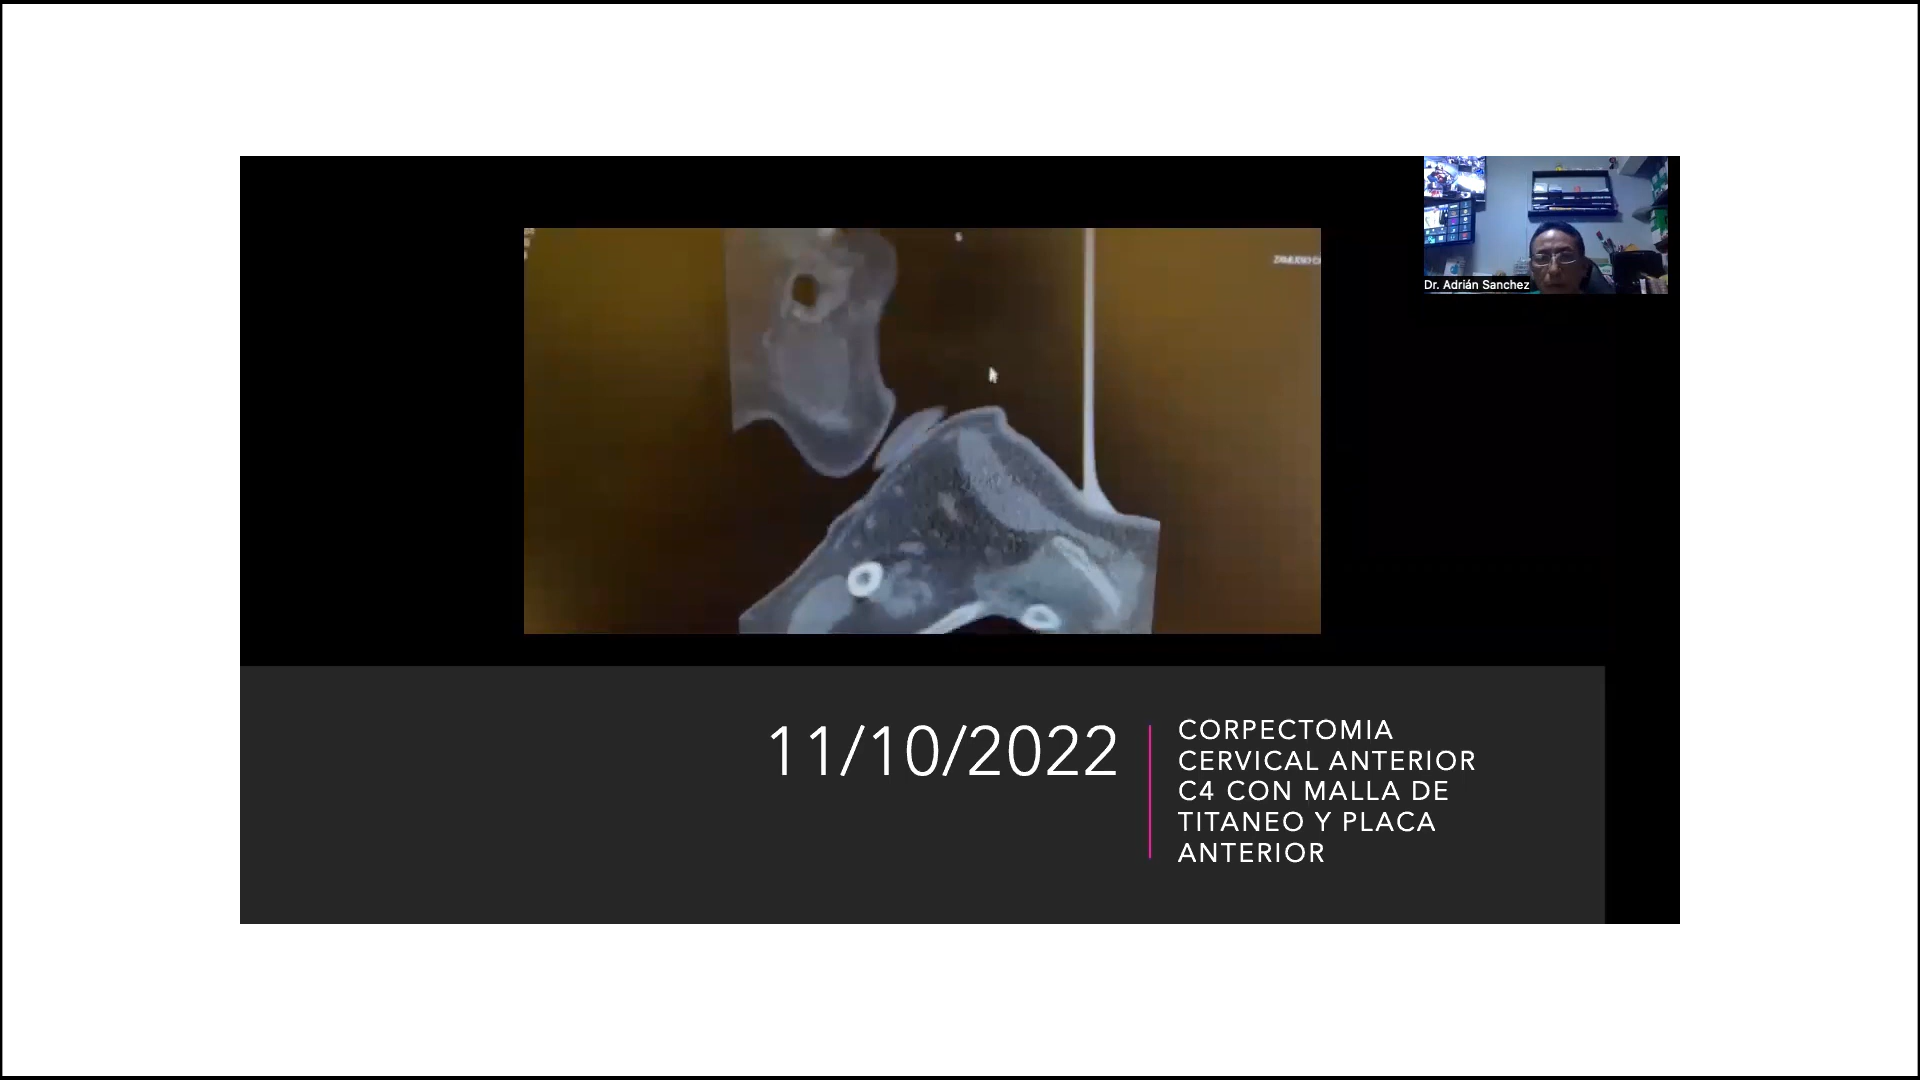 S
Dr. Adrián Sanchez
11/10/2022
CORPECTOMIA
CERVICAL ANTERIOR
C4 CON MALLA DE
TITANEO Y PLACA
ANTERIOR